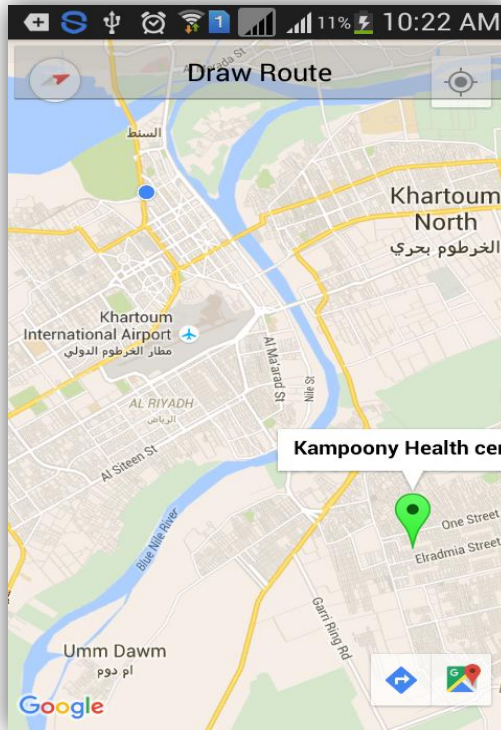 1 11% 10:22 AM
Draw Route
السنط
Khartoum
North
الخرطوم بحري
Khartoum
International Airport
مطار الخرطوم الدولي
Al Ma'arad St
Nile St
AL RIYADH
الرياض
Al Siteen St
Kampoony Health cen
One Street
Elradmia Street
Blue Nile River
Garri Ring Rd
Umm Dawm
ام دوم
Google